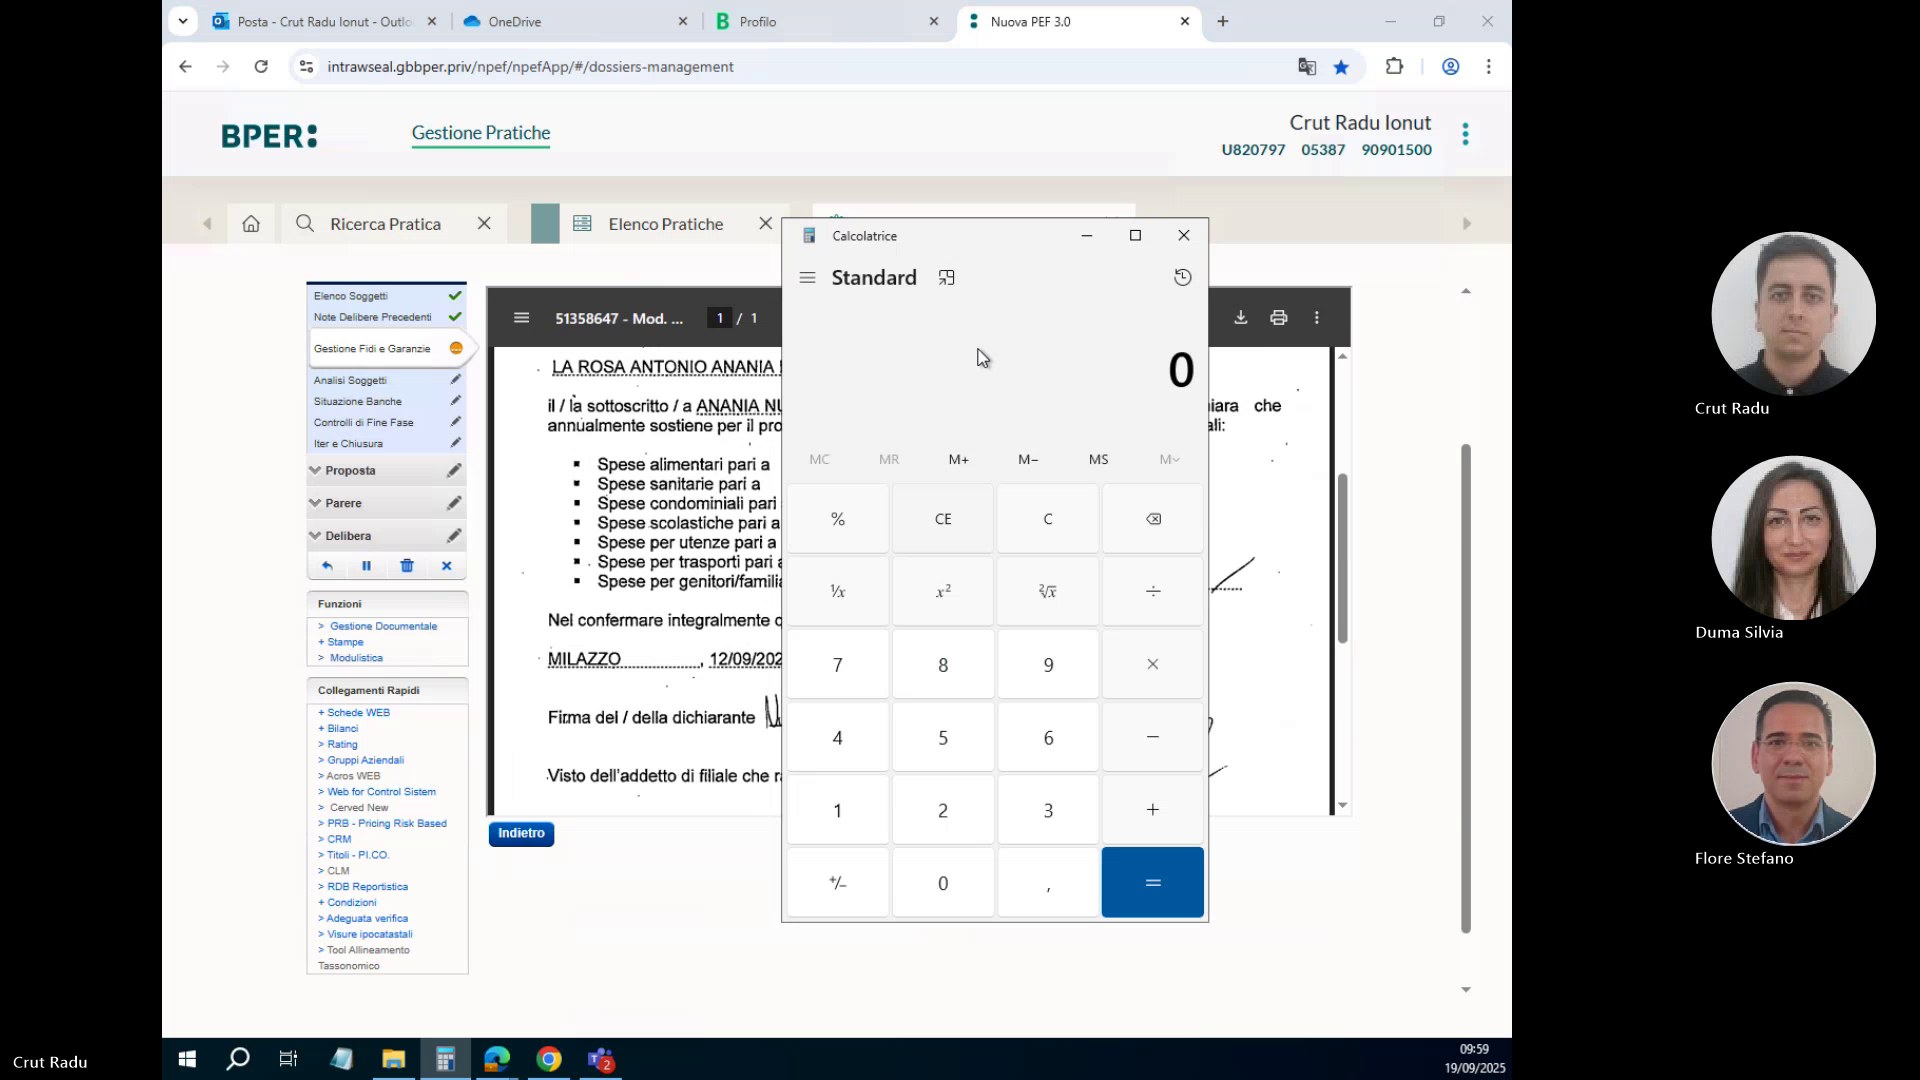 Posta - Crut Radu Ionut - Outlo
OneDrive
Profilo
Nuova PEF 3.0
intrawseal.gbbper.priv/npef/npefApp/#/dossiers-management
BPER:
Gestione Pratiche
Crut Radu Ionut
U820797 05387 90901500
Ricerca Pratica
Elenco Pratiche
Elenco Soggetti
Note Delibere Precedenti
Gestione Fidi e Garanzie
Analisi Soggetti
Situazione Banche
Controlli di Fine Fase
Iter e Chiusura
Proposta
Parere
Delibera
Funzioni
> Gestione Documentale
+ Stampe
> Modulistica
Collegamenti Rapidi
+ Schede WEB
+ Bilanci
> Rating
> Gruppi Aziendali
> Acros WEB
> Web for Control Sistem
> Cerved New
> PRB - Pricing Risk Based
> CRM
> Titoli - PI.CO.
> CLM
> RDB Reportistica
+ Condizioni
> Adeguata verifica
> Visure ipocatastali
> Tool Allineamento
Tassonomico
51358647 - Mod. ...
1 / 1
LA ROSA ANTONIO ANANIA
il / la sottoscritto / a ANANIA NU
iara che
annualmente sostiene per il pro
ali:
▪ Spese alimentari pari a
▪ Spese sanitarie pari a
▪ Spese condominiali pari
▪ Spese scolastiche pari a
▪ Spese per utenze pari a
▪ Spese per trasporti pari a
▪ Spese per genitori/familia
Nel confermare integralmente
MILAZZO, 12/09/202
Firma del / della dichiarante
Visto dell'addetto di filiale che
Indietro
Calcolatrice
Standard
0
MC MR M+ M− MS M
% CE C
1/x x² ²√x ÷
7 8 9 ×
4 5 6 −
1 2 3 +
+/− 0 , =
Crut Radu
Duma Silvia
Flore Stefano
Crut Radu
2
09:59
19/09/2025